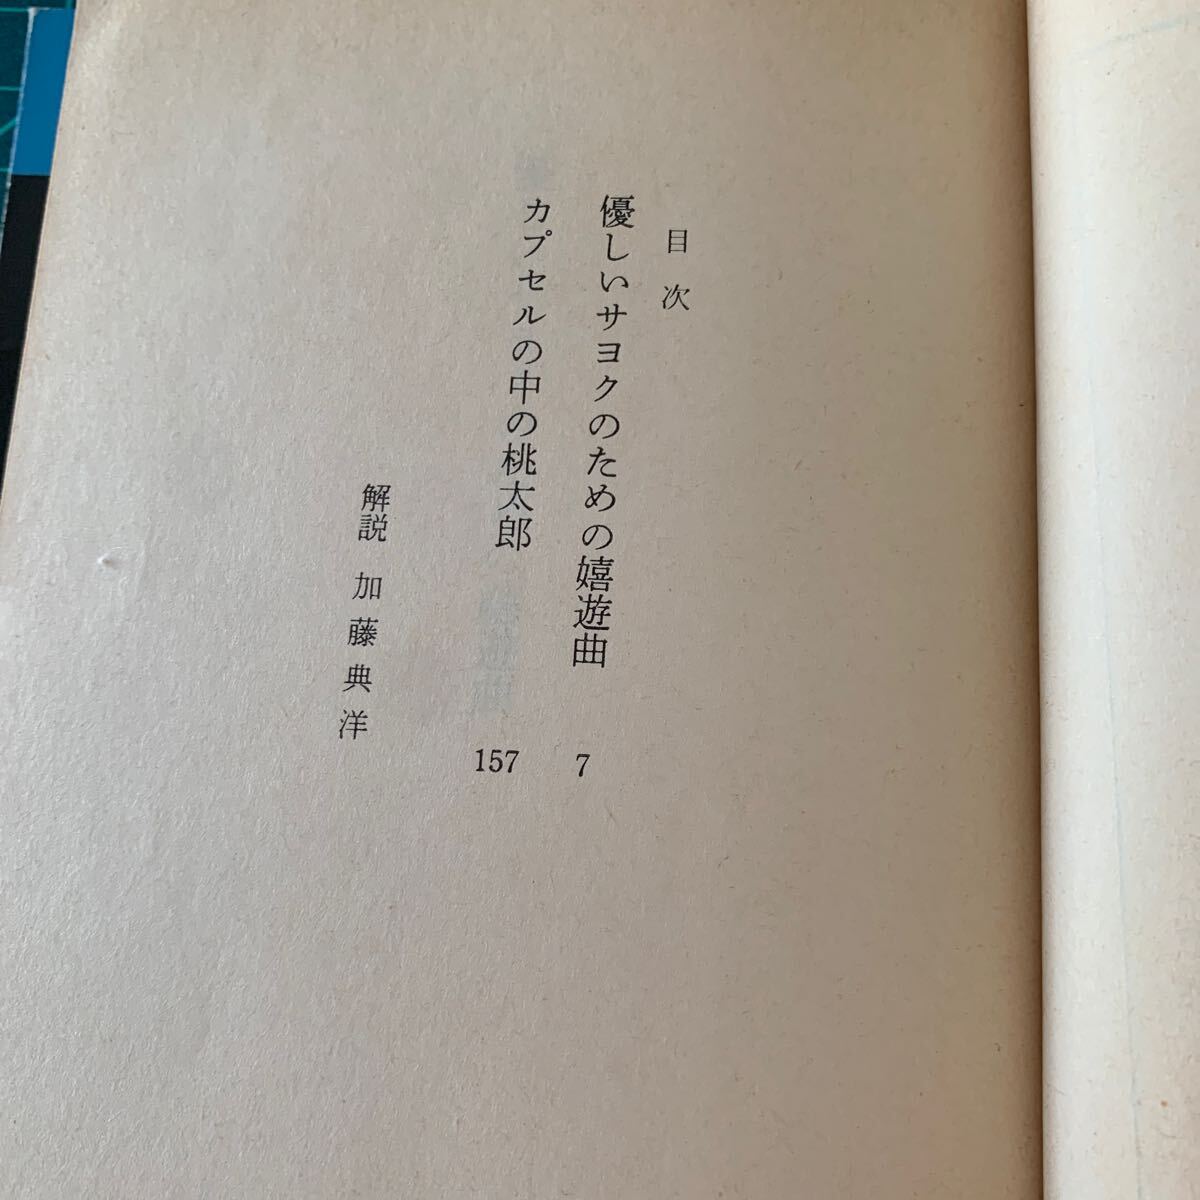 目次
優しいサヨクのための嬉遊曲 7
カプセルの中の桃太郎 157
解説 加藤典洋